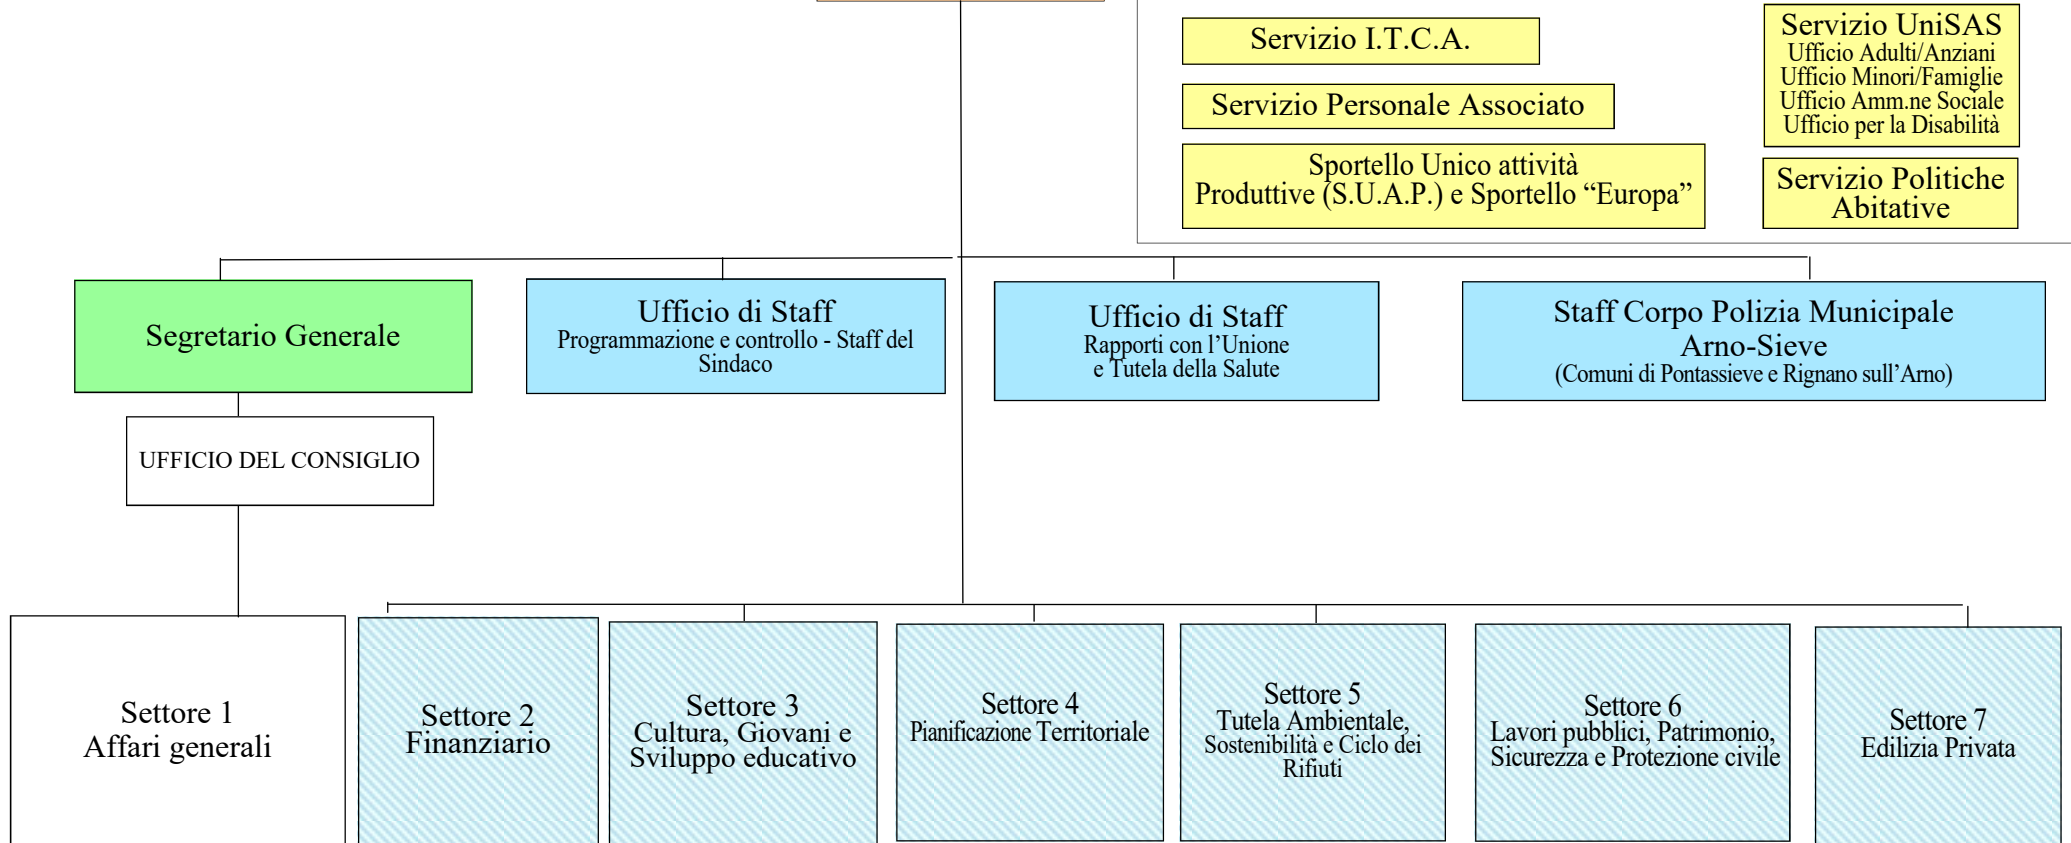 Servizio I.T.C.A.
Servizio Personale Associato
Sportello Unico attività
Produttive (S.U.A.P.) e Sportello “Europa”
Servizio UniSAS
Ufficio Adulti/Anziani
Ufficio Minori/Famiglie
Ufficio Amm.ne Sociale
Ufficio per la Disabilità
Servizio Politiche
Abitative
Segretario Generale
Ufficio di Staff
Programmazione e controllo - Staff del
Sindaco
Ufficio di Staff
Rapporti con l’Unione
e Tutela della Salute
Staff Corpo Polizia Municipale
Arno-Sieve
(Comuni di Pontassieve e Rignano sull’Arno)
UFFICIO DEL CONSIGLIO
Settore 1
Affari generali
Settore 2
Finanziario
Settore 3
Cultura, Giovani e
Sviluppo educativo
Settore 4
Pianificazione Territoriale
Settore 5
Tutela Ambientale,
Sostenibilità e Ciclo dei
Rifiuti
Settore 6
Lavori pubblici, Patrimonio,
Sicurezza e Protezione civile
Settore 7
Edilizia Privata